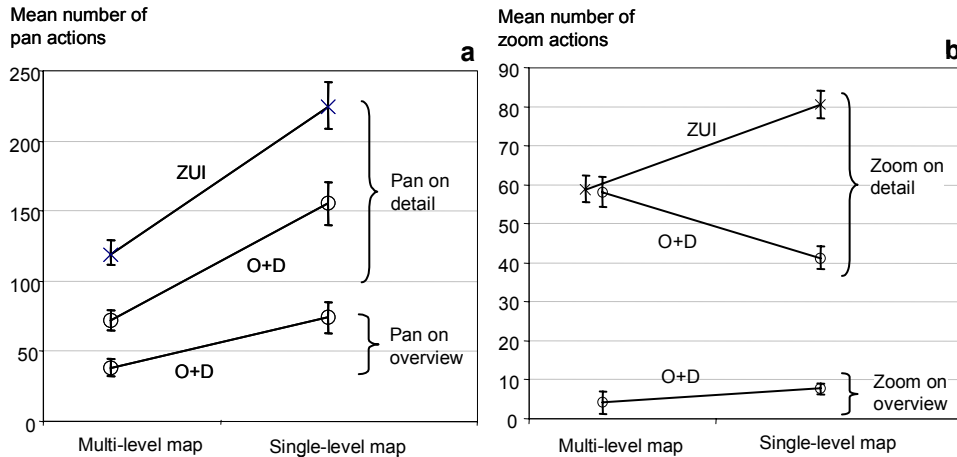 Mean number of
pan actions
a
250
200
150
100
50
0
ZUI
O+D
O+D
Pan on
detail
Pan on
overview
Multi-level map
Single-level map
Mean number of
zoom actions
b
90
80
70
60
50
40
30
20
10
0
ZUI
O+D
O+D
Zoom on
detail
Zoom on
overview
Multi-level map
Single-level map